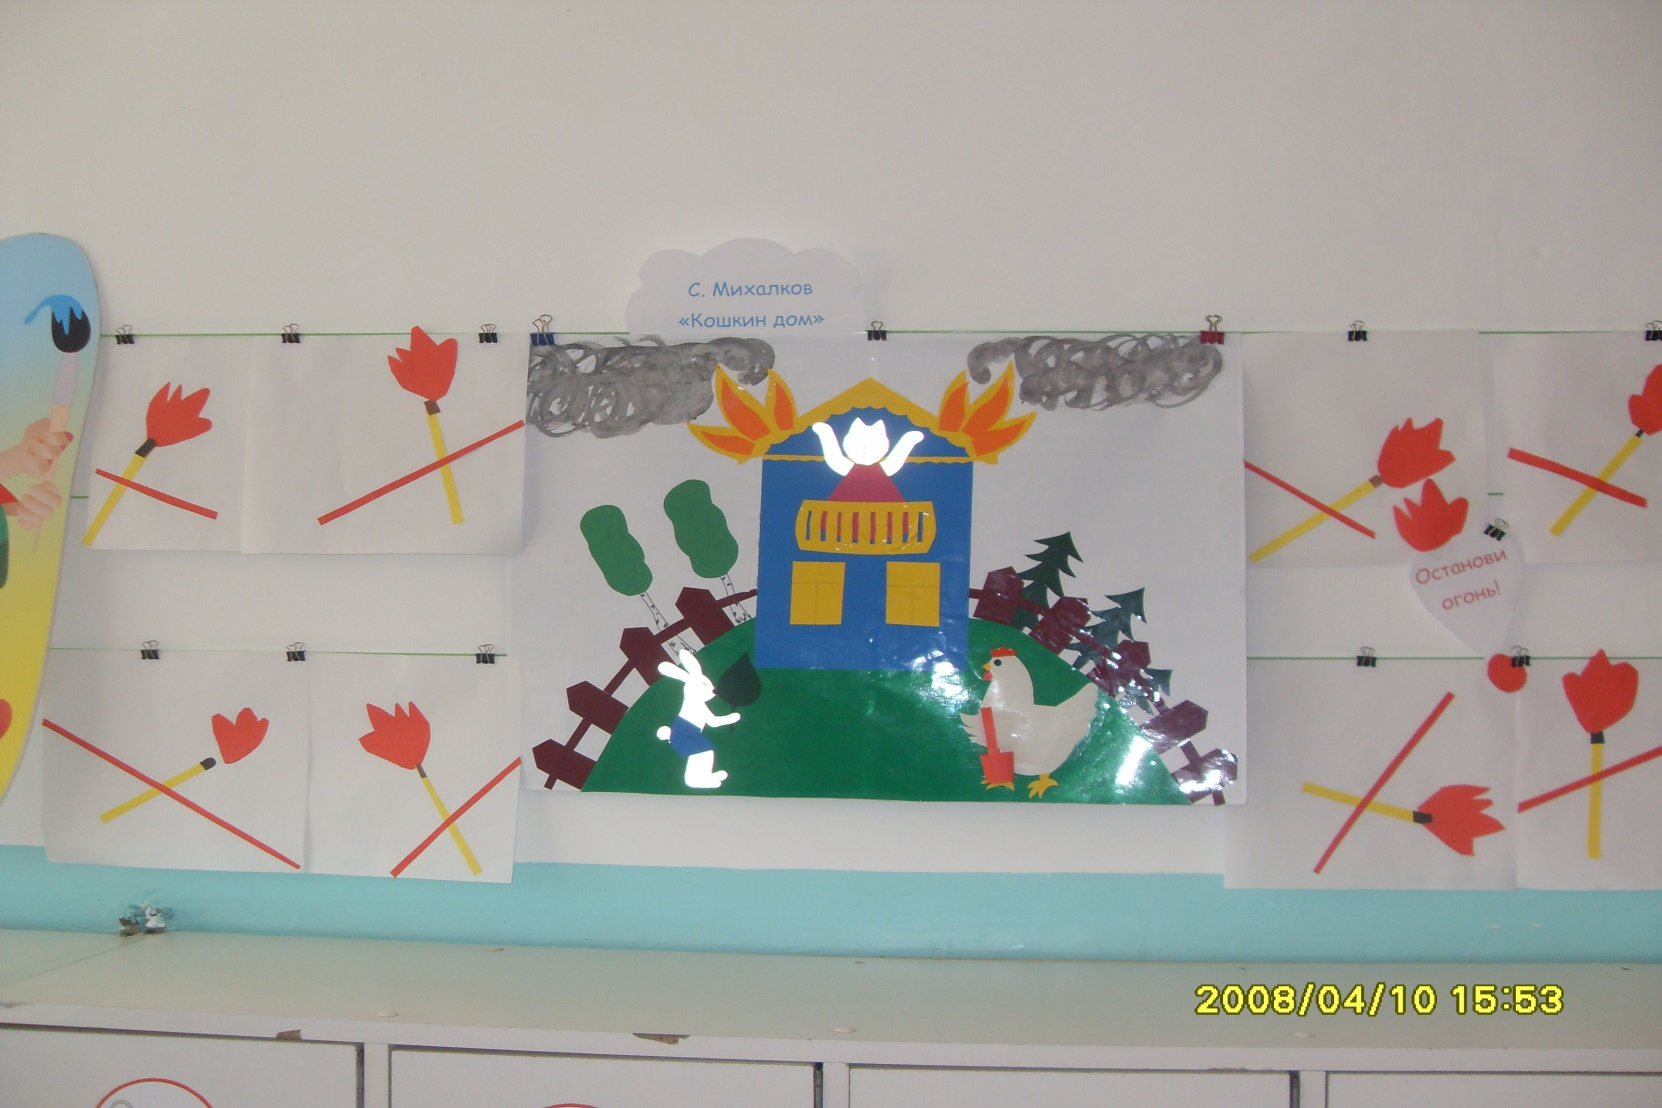 С. Михалков
«Кошкин дом»
Останови
огонь!
2008/04/10 15:53